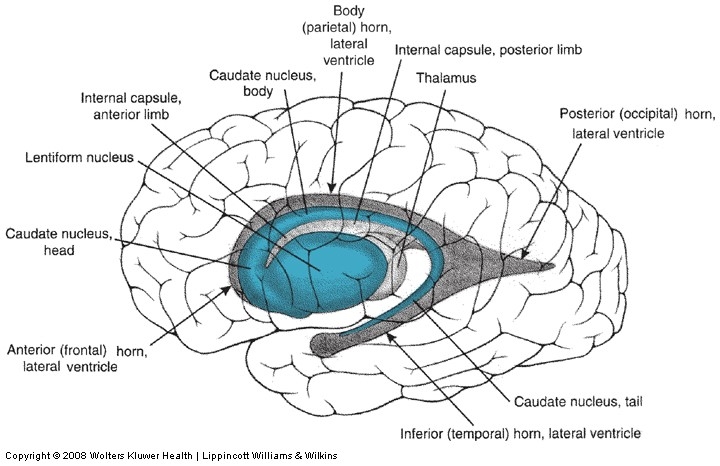 Body
(parietal) horn,
lateral
ventricle
Internal capsule, posterior limb
Caudate nucleus,
body
Thalamus
Internal capsule,
anterior limb
Posterior (occipital) horn,
lateral ventricle
Lentiform nucleus
Caudate nucleus,
head
Anterior (frontal) horn,
lateral ventricle
Caudate nucleus, tail
Inferior (temporal) horn, lateral ventricle
Copyright © 2008 Wolters Kluwer Health | Lippincott Williams & Wilkins